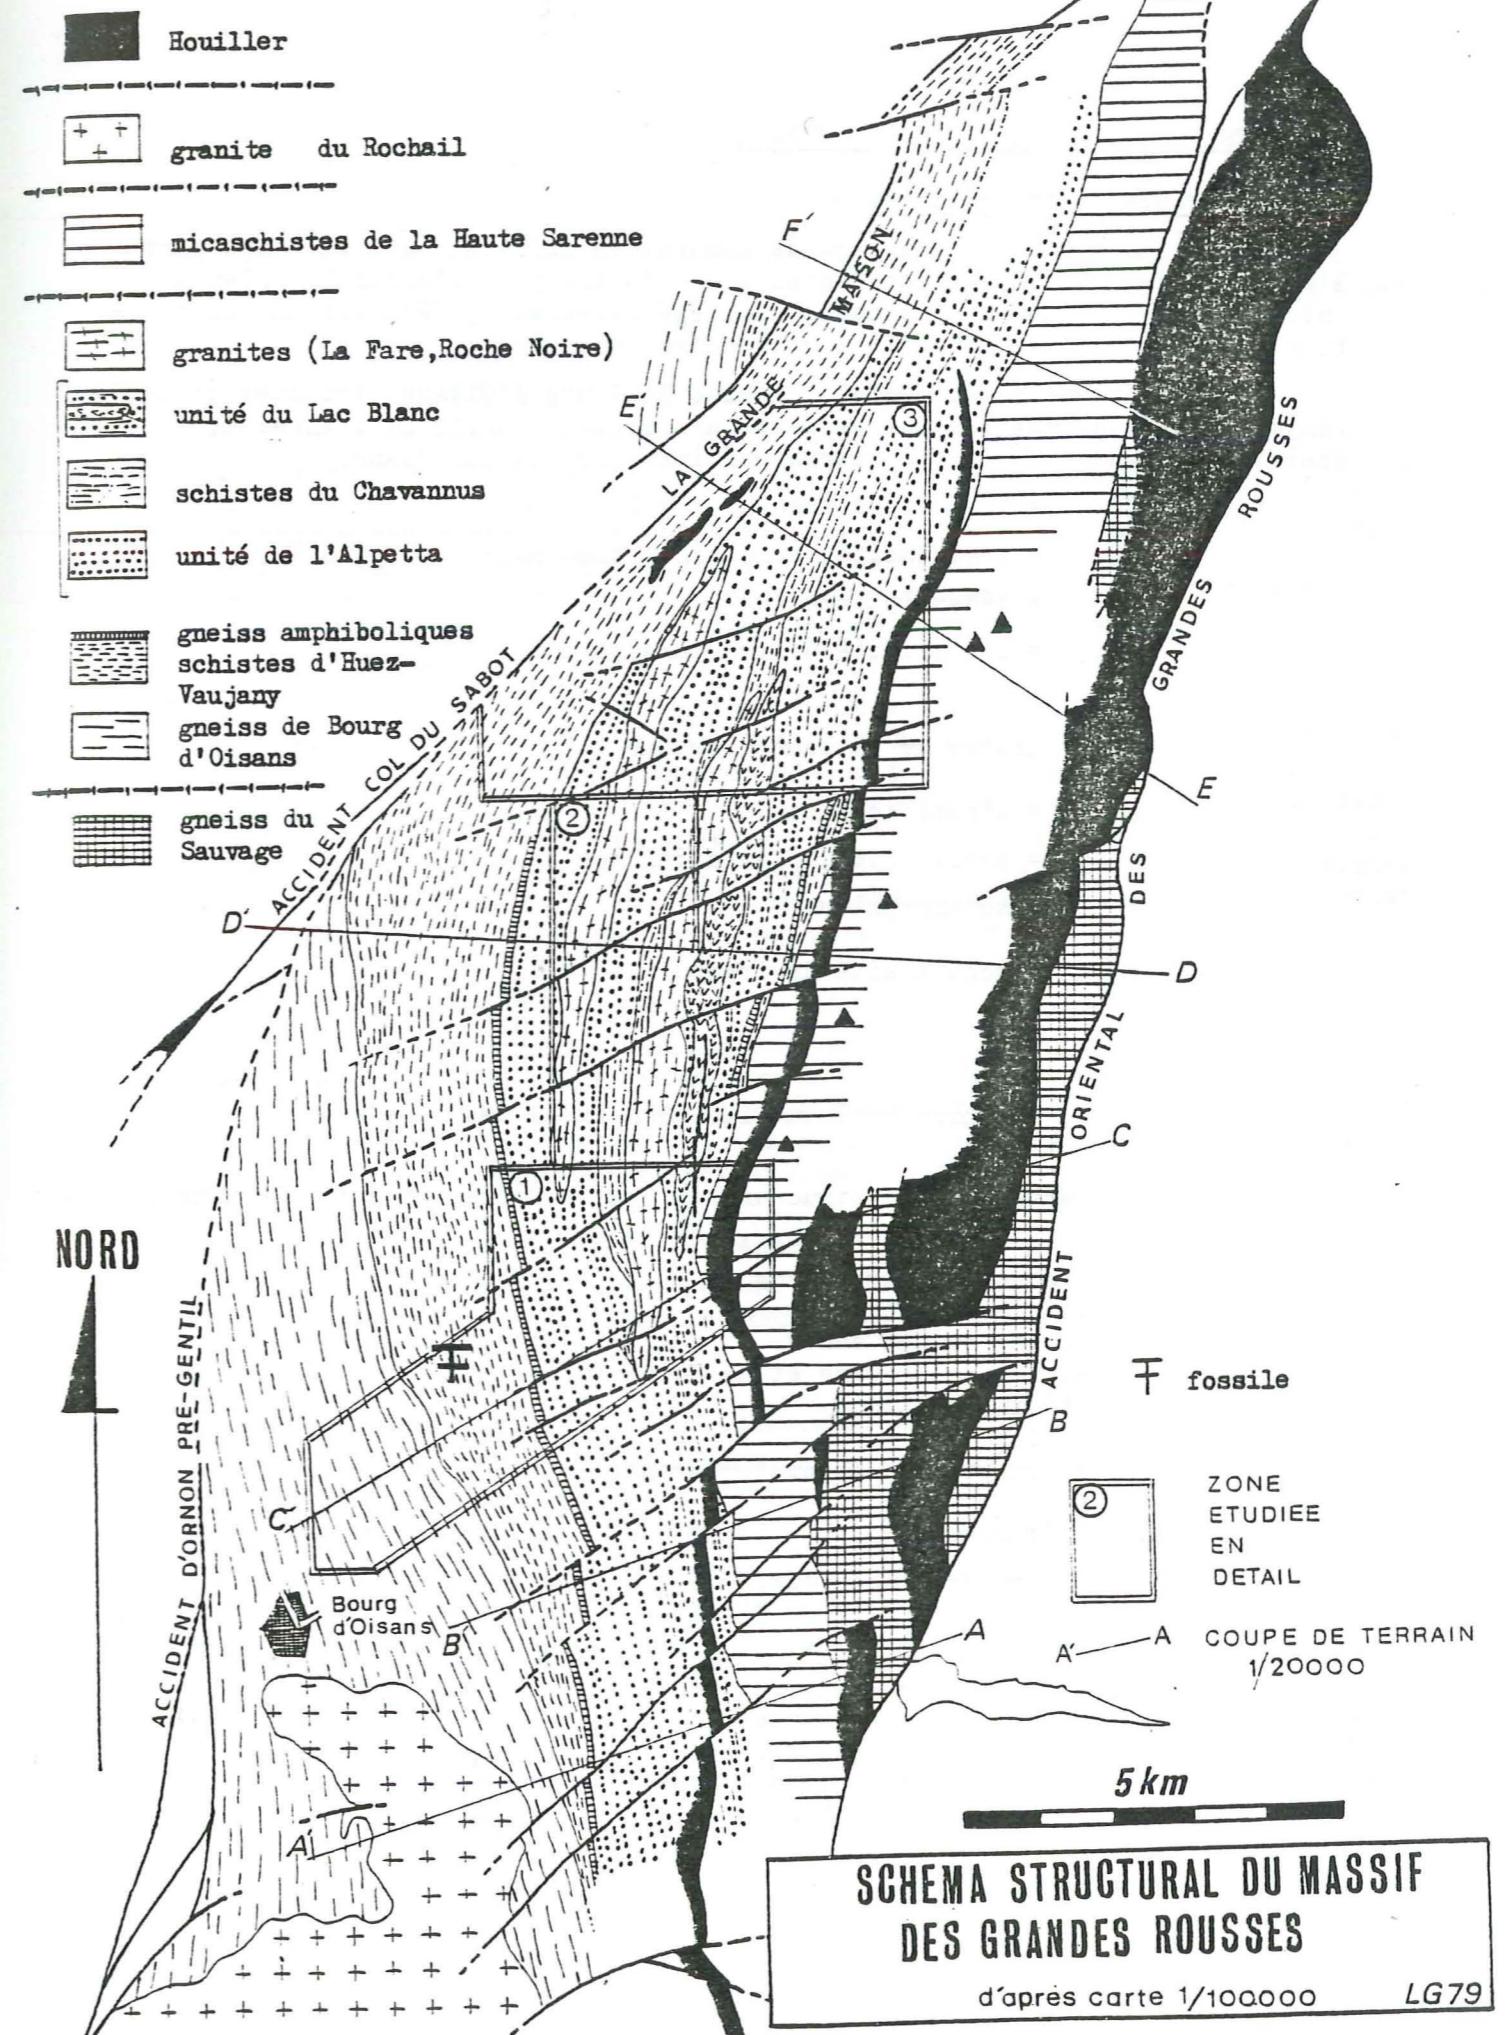 Houiller
granite du Rochail
micaschistes de la Haute Sarenne
granites (La Fare,Roche Noire)
unité du Lac Blanc
schistes du Chavannus
unité de l'Alpetta
gneiss amphiboliques
schistes d'Huez-
Vaujany
gneiss de Bourg
d'Oisans
gneiss du
Sauvage
F'
LA GRANDE MAISON
E'
3
ACCIDENT COL DU SABOT
2
D'
E
D
ACCIDENT ORIENTAL DES GRANDES ROUSSES
C
1
NORD
ACCIDENT D'ORNON PRE-GENTIL
C'
Bourg
d'Oisans
B'
B
A
A'
fossile
2
ZONE
ETUDIEE
EN
DETAIL
A' A
COUPE DE TERRAIN
1/20000
5 km
SCHEMA STRUCTURAL DU MASSIF
DES GRANDES ROUSSES
d'après carte 1/100000
LG79